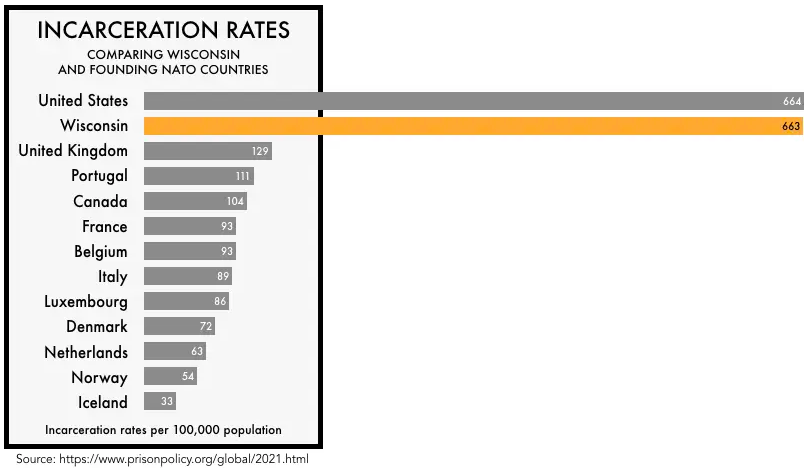 INCARCERATION RATES
COMPARING WISCONSIN
AND FOUNDING NATO COUNTRIES
United States 664
Wisconsin 663
United Kingdom 129
Portugal 111
Canada 104
France 93
Belgium 93
Italy 89
Luxembourg 86
Denmark 72
Netherlands 63
Norway 54
Iceland 33
Incarceration rates per 100,000 population
Source: https://www.prisonpolicy.org/global/2021.html